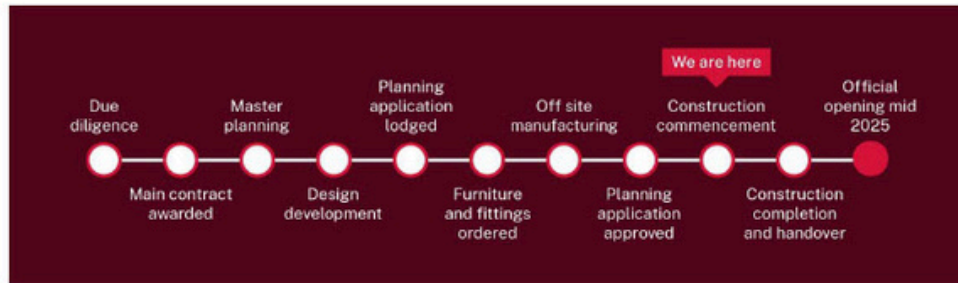 We are here
Due
diligence
Main contract
awarded
Master
planning
Design
development
Planning
application
lodged
Furniture
and fittings
ordered
Off site
manufacturing
Planning
application
approved
Construction
commencement
Construction
completion
and handover
Official
opening mid
2025